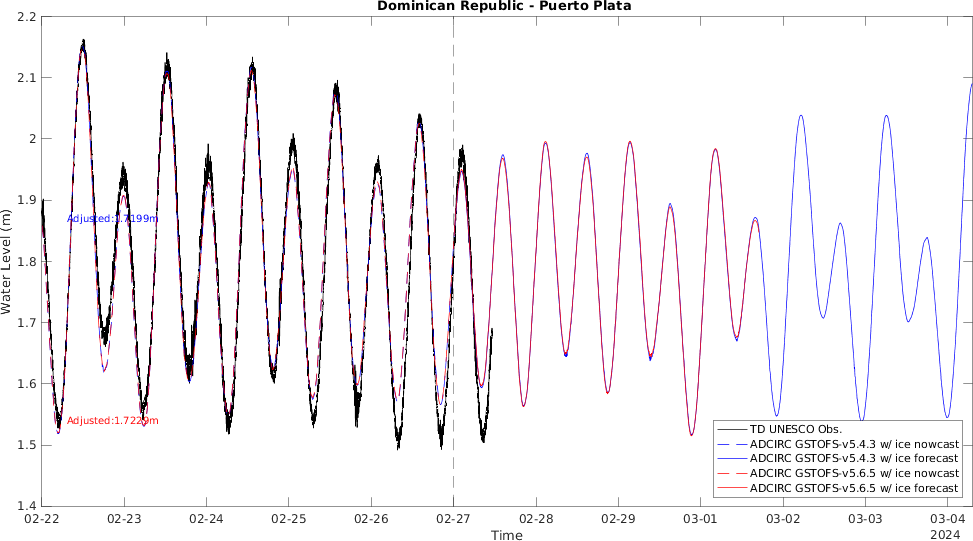 Dominican Republic - Puerto Plata
Water Level (m)
2.2
2.1
2
1.9
1.8
1.7
1.6
1.5
1.4
Adjusted:1.7199m
Adjusted:1.7229m
TD UNESCO Obs.
ADCIRC GSTOFS-v5.4.3 w/ ice nowcast
ADCIRC GSTOFS-v5.4.3 w/ ice forecast
ADCIRC GSTOFS-v5.6.5 w/ ice nowcast
ADCIRC GSTOFS-v5.6.5 w/ ice forecast
02-22 02-23 02-24 02-25 02-26 02-27 02-28 02-29 03-01 03-02 03-03 03-04
2024
Time